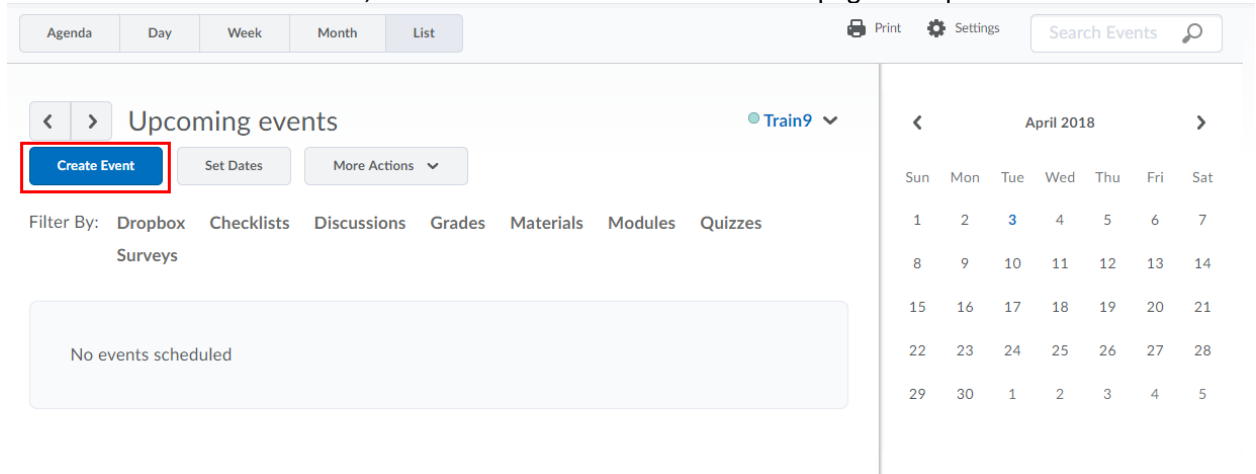 Agenda Day Week Month List Print Settings Search Events
Upcoming events Train9
Create Event Set Dates More Actions
Filter By: Dropbox Checklists Discussions Grades Materials Modules Quizzes
Surveys
No events scheduled
April 2018
Sun Mon Tue Wed Thu Fri Sat
1 2 3 4 5 6 7
8 9 10 11 12 13 14
15 16 17 18 19 20 21
22 23 24 25 26 27 28
29 30 1 2 3 4 5